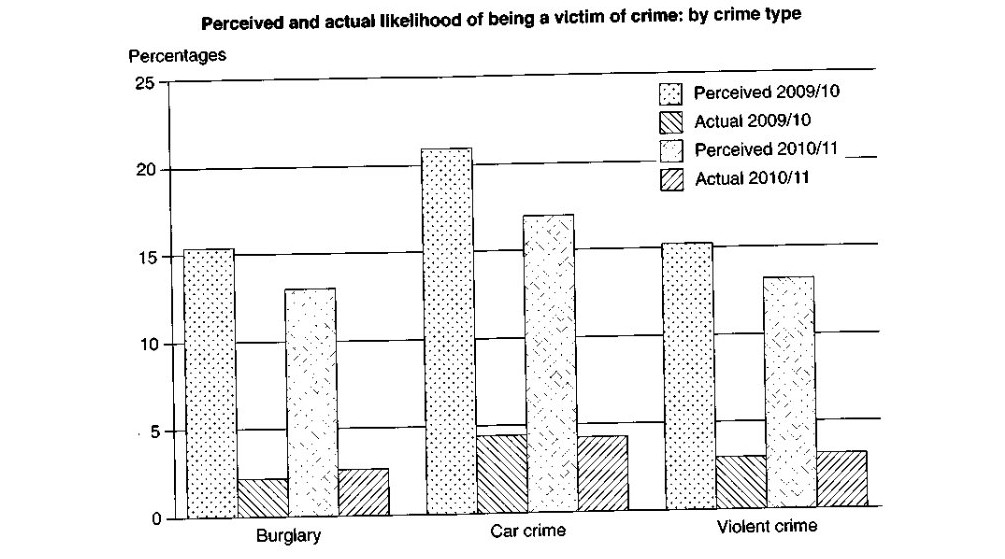 Perceived and actual likelihood of being a victim of crime: by crime type
Percentages
25
20
15
10
5
0
Perceived 2009/10
Actual 2009/10
Perceived 2010/11
Actual 2010/11
Burglary
Car crime
Violent crime